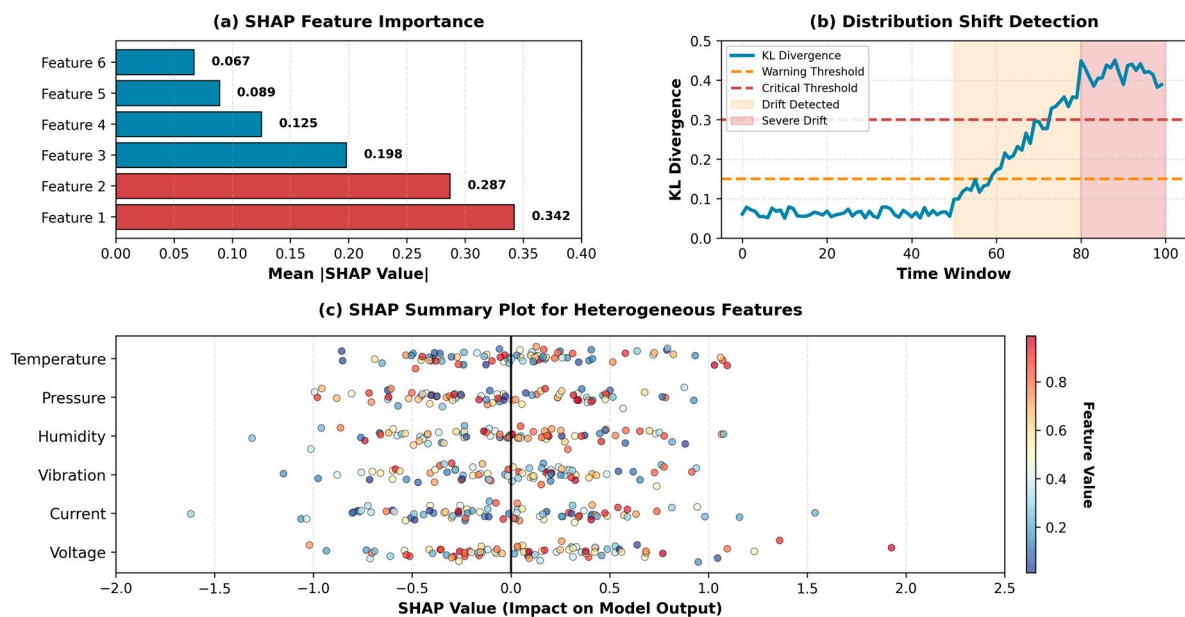 (a) SHAP Feature Importance
Feature 6
0.067
Feature 5
0.089
Feature 4
0.125
Feature 3
0.198
Feature 2
0.287
Feature 1
0.342
0.00 0.05 0.10 0.15 0.20 0.25 0.30 0.35 0.40
Mean |SHAP Value|
(b) Distribution Shift Detection
KL Divergence
0.5
0.4
0.3
0.2
0.1
0.0
KL Divergence
Warning Threshold
Critical Threshold
Drift Detected
Severe Drift
0 20 40 60 80 100
Time Window
(c) SHAP Summary Plot for Heterogeneous Features
Temperature
Pressure
Humidity
Vibration
Current
Voltage
−2.0 −1.5 −1.0 −0.5 0.0 0.5 1.0 1.5 2.0 2.5
SHAP Value (Impact on Model Output)
0.8
0.6
0.4
0.2
Feature Value